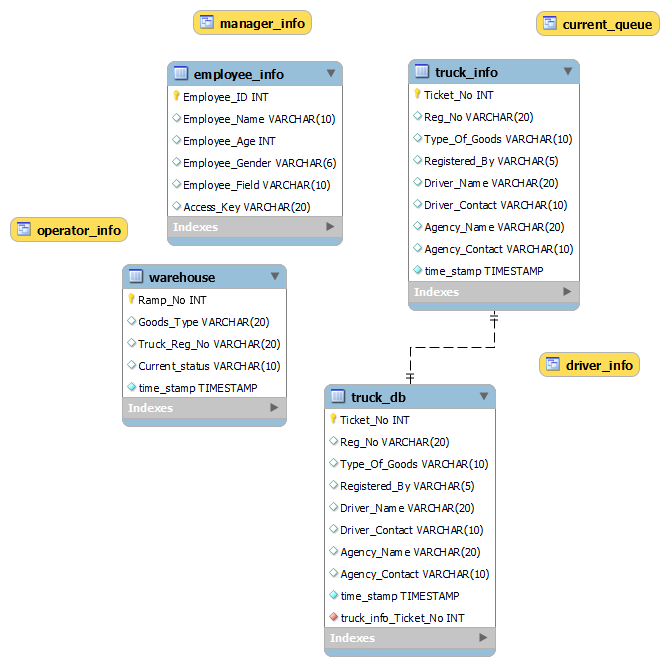 manager_info
current_queue
employee_info
Employee_ID INT
Employee_Name VARCHAR(10)
Employee_Age INT
Employee_Gender VARCHAR(6)
Employee_Field VARCHAR(10)
Access_Key VARCHAR(20)
Indexes
truck_info
Ticket_No INT
Reg_No VARCHAR(20)
Type_Of_Goods VARCHAR(10)
Registered_By VARCHAR(5)
Driver_Name VARCHAR(20)
Driver_Contact VARCHAR(10)
Agency_Name VARCHAR(20)
Agency_Contact VARCHAR(10)
time_stamp TIMESTAMP
Indexes
operator_info
warehouse
Ramp_No INT
Goods_Type VARCHAR(20)
Truck_Reg_No VARCHAR(20)
Current_status VARCHAR(10)
time_stamp TIMESTAMP
Indexes
driver_info
truck_db
Ticket_No INT
Reg_No VARCHAR(20)
Type_Of_Goods VARCHAR(10)
Registered_By VARCHAR(5)
Driver_Name VARCHAR(20)
Driver_Contact VARCHAR(10)
Agency_Name VARCHAR(20)
Agency_Contact VARCHAR(10)
time_stamp TIMESTAMP
truck_info_Ticket_No INT
Indexes